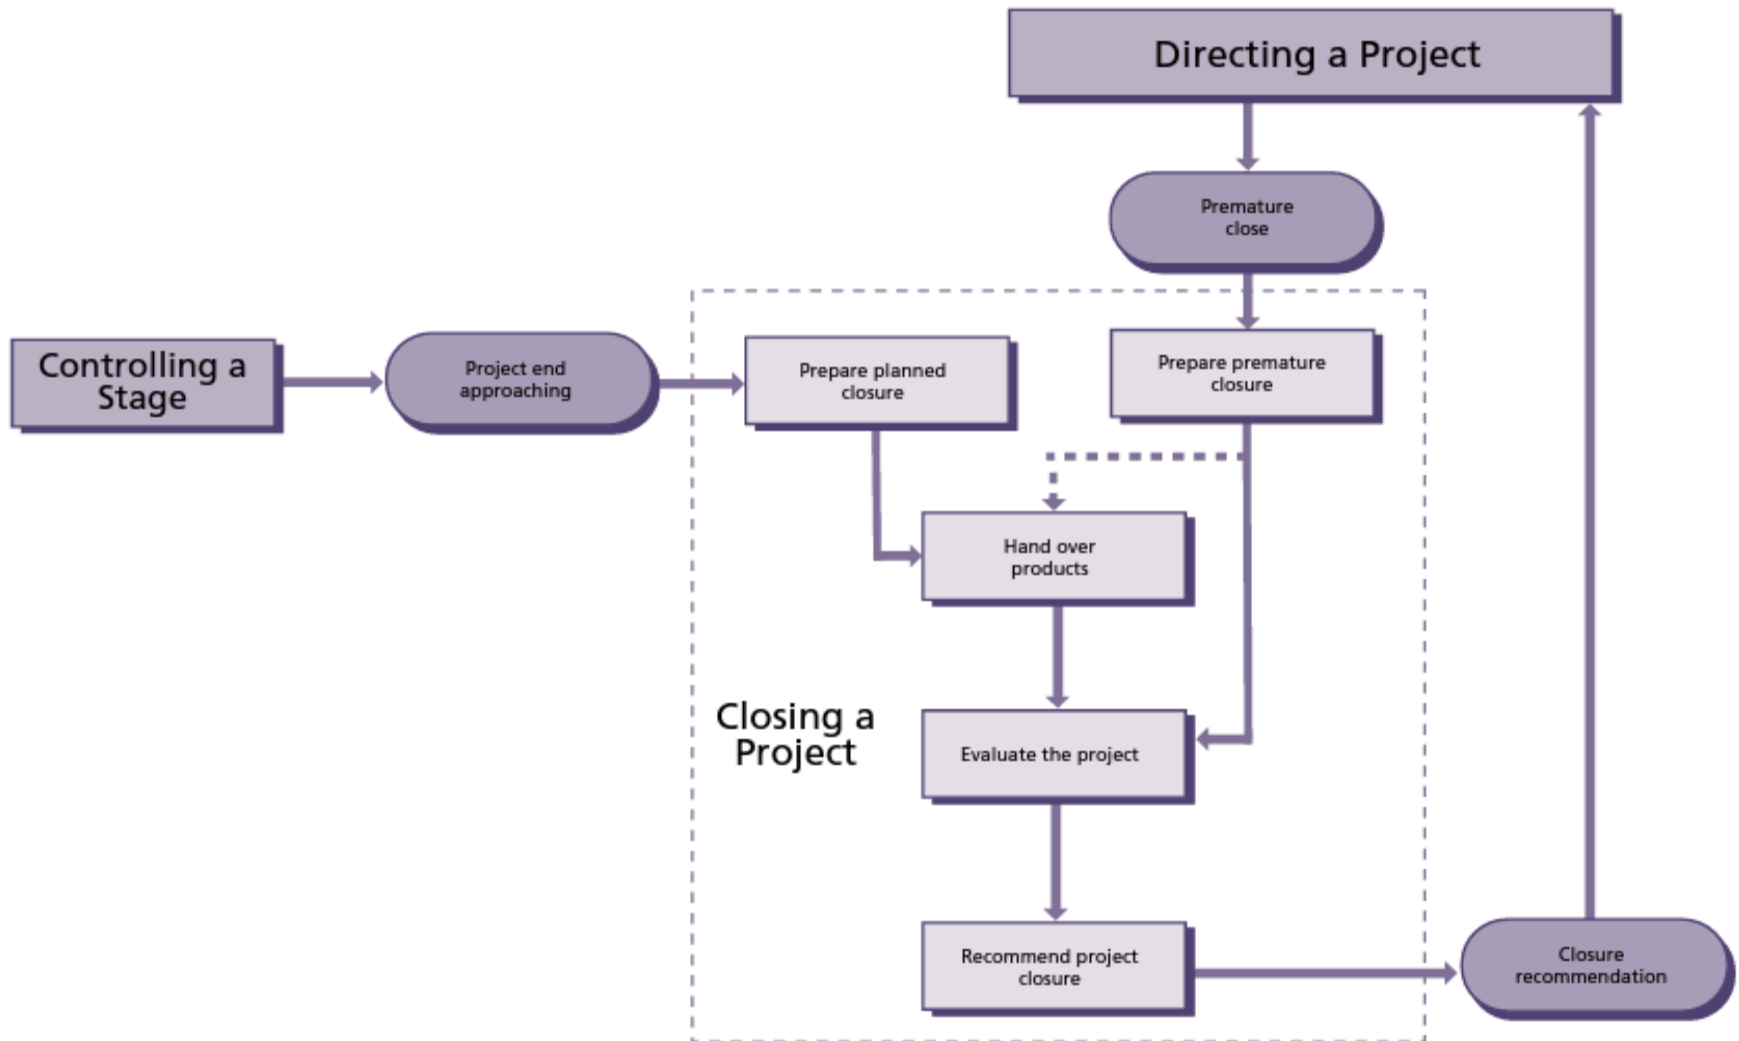 Directing a Project
Premature
close
Controlling a
Stage
Project end
approaching
Prepare planned
closure
Prepare premature
closure
Hand over
products
Closing a
Project
Evaluate the project
Recommend project
closure
Closure
recommendation